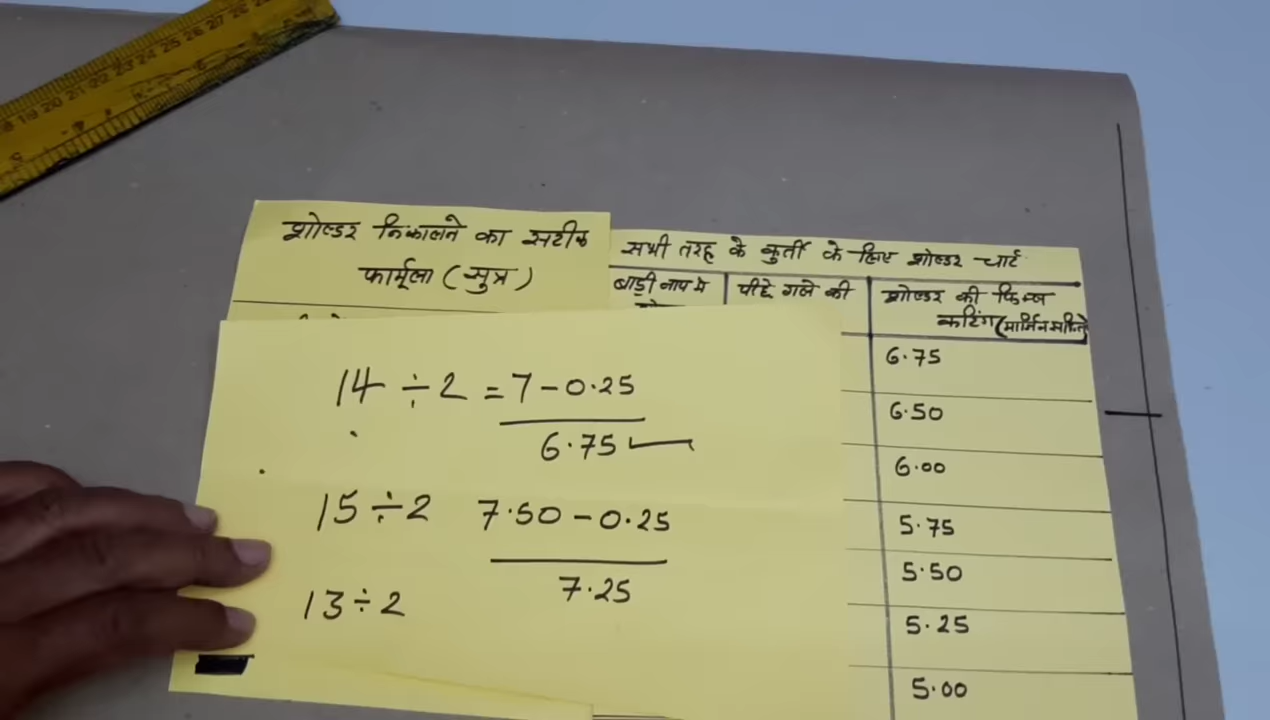 शोल्डर निकालने का सटीक
फार्मूला (सुत्र)
सभी तरह के कुर्ती के लिए शोल्डर चार्ट
बाड़ी नाप मे
पीछे गले की
शोल्डर की फिक्स
कटिंग (मार्जिन सहित)
14 ÷ 2 = 7 - 0.25
6.75
15 ÷ 2 7.50 - 0.25
7.25
13 ÷ 2
6.75
6.50
6.00
5.75
5.50
5.25
5.00